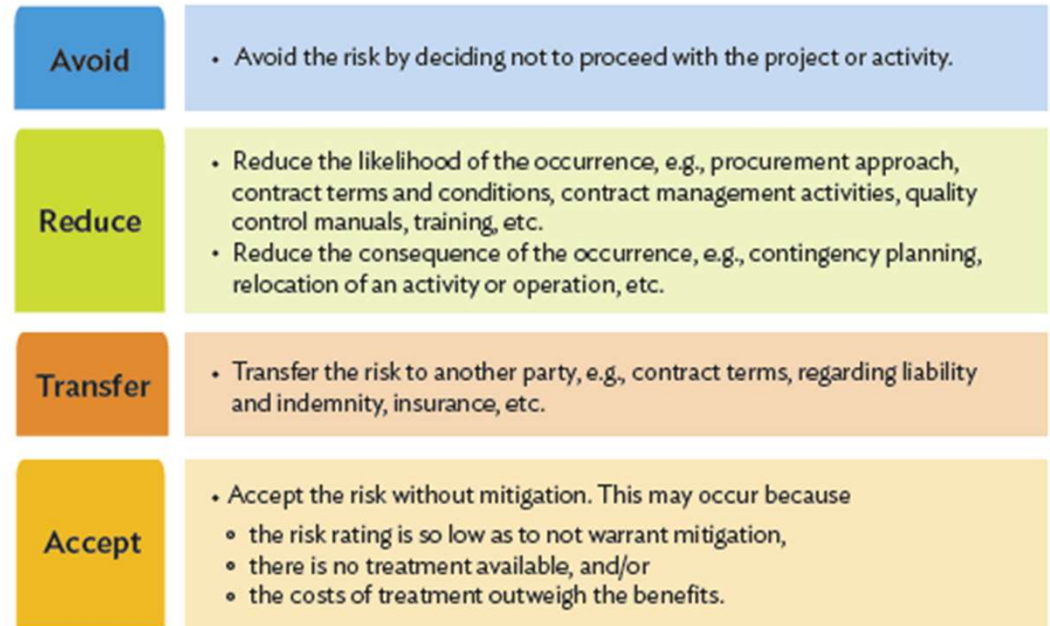 Avoid
• Avoid the risk by deciding not to proceed with the project or activity.
Reduce
• Reduce the likelihood of the occurrence, e.g., procurement approach,
contract terms and conditions, contract management activities, quality
control manuals, training, etc.
• Reduce the consequence of the occurrence, e.g., contingency planning,
relocation of an activity or operation, etc.
Transfer
• Transfer the risk to another party, e.g., contract terms, regarding liability
and indemnity, insurance, etc.
Accept
• Accept the risk without mitigation. This may occur because
° the risk rating is so low as to not warrant mitigation,
° there is no treatment available, and/or
° the costs of treatment outweigh the benefits.